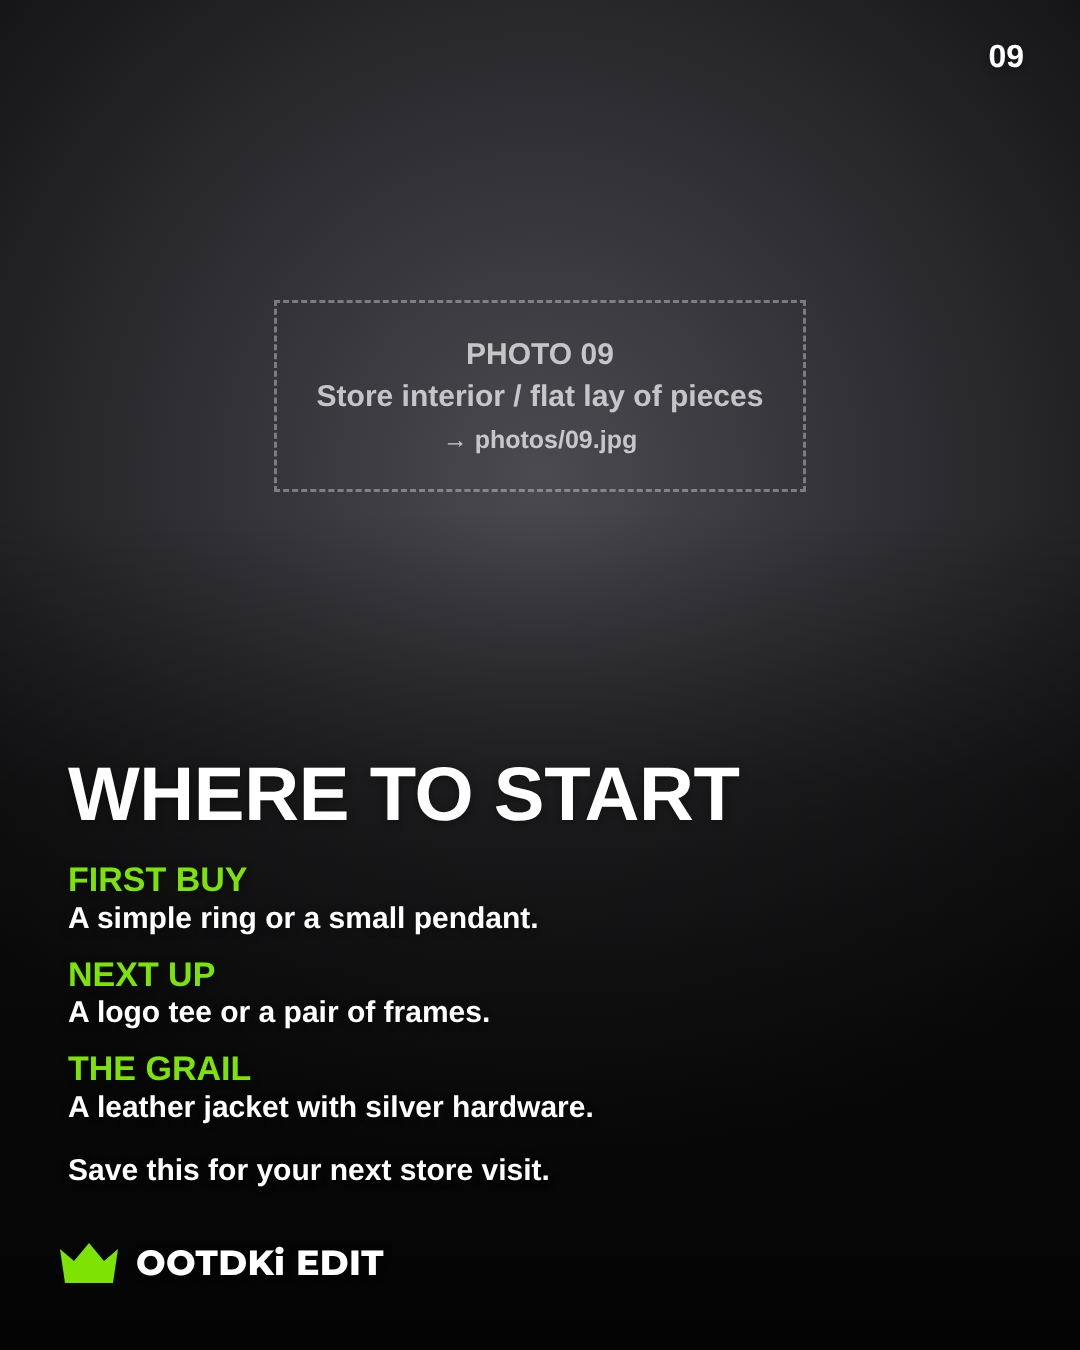 09
PHOTO 09
Store interior / flat lay of pieces
→ photos/09.jpg
WHERE TO START
FIRST BUY
A simple ring or a small pendant.
NEXT UP
A logo tee or a pair of frames.
THE GRAIL
A leather jacket with silver hardware.
Save this for your next store visit.
OOTDKi EDIT